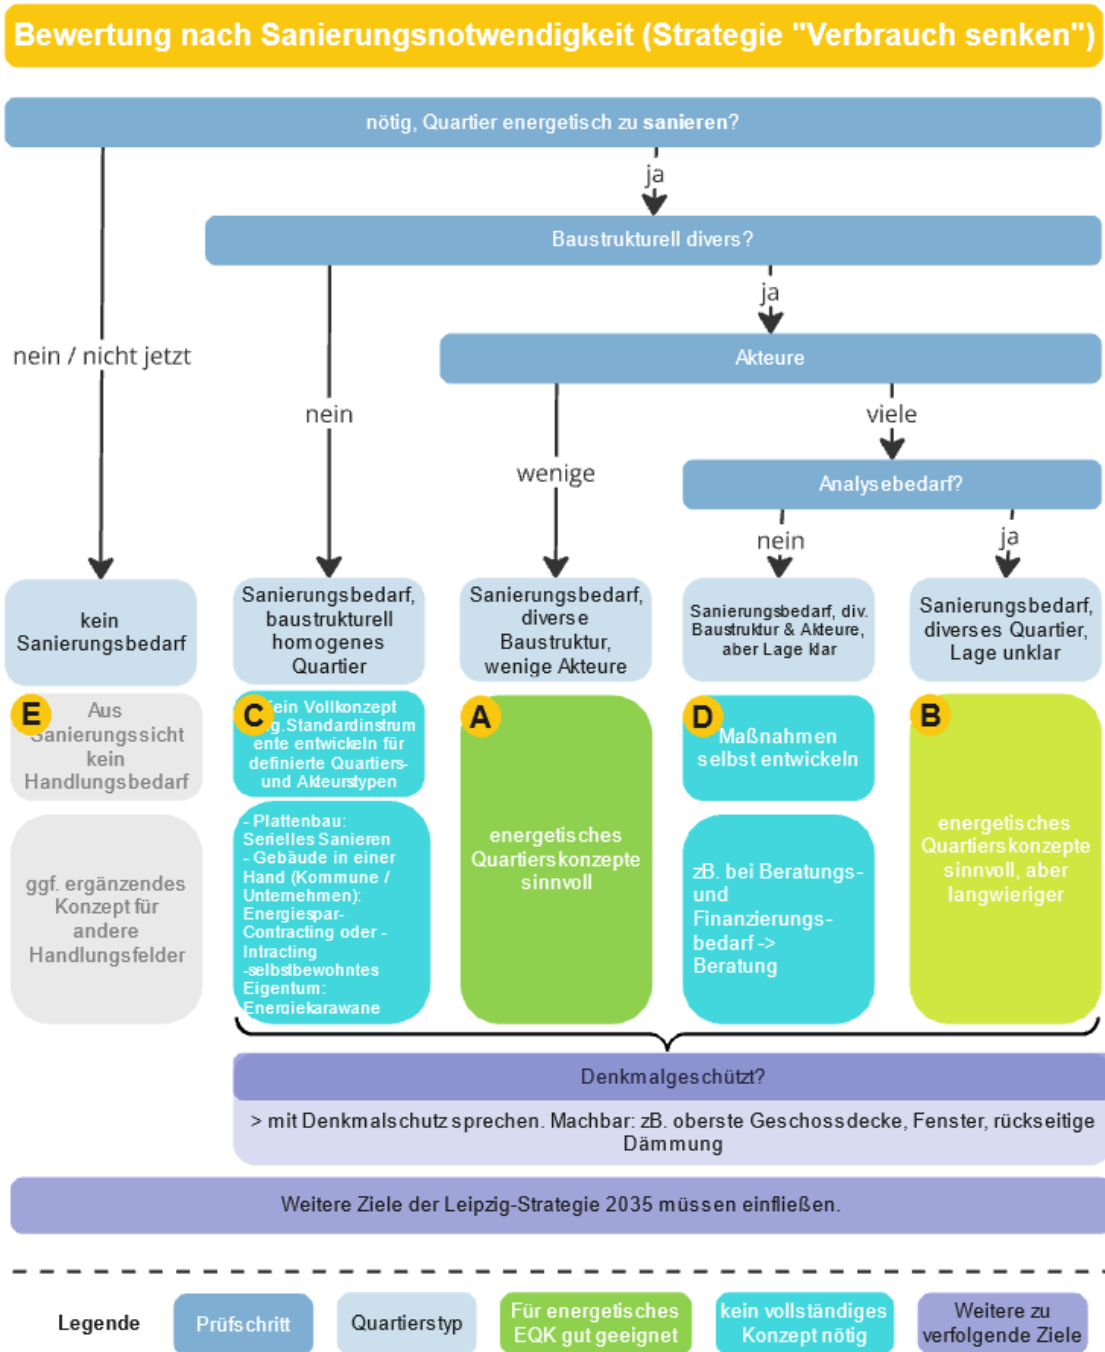 Bewertung nach Sanierungsnotwendigkeit (Strategie "Verbrauch senken")
nötig, Quartier energetisch zu sanieren?
ja
Baustrukturell divers?
ja
nein / nicht jetzt
Akteure
nein
viele
wenige
Analysebedarf?
nein
ja
kein
Sanierungsbedarf
Sanierungsbedarf,
baustrukturell
homogenes
Quartier
Sanierungsbedarf,
diverse
Baustruktur,
wenige Akteure
Sanierungsbedarf, div.
Baustruktur & Akteure,
aber Lage klar
Sanierungsbedarf,
diverses Quartier,
Lage unklar
E
Aus
Sanierungssicht
kein
Handlungsbedarf
ggf. ergänzendes
Konzept für
andere
Handlungsfelder
C
Kein Vollkonzept
g.Standardinstrum
ente entwickeln für
definierte Quartiers-
und Akteurstypen
- Plattenbau:
Serielles Sanieren
- Gebäude in einer
Hand (Kommune /
Unternehmen):
Energiespar-
Contracting oder -
Intracting
-selbstbewohntes
Eigentum:
Energiekarawane
A
energetisches
Quartierskonzepte
sinnvoll
D
Maßnahmen
selbst entwickeln
zB. bei Beratungs-
und
Finanzierungs-
bedarf ->
Beratung
B
energetisches
Quartierskonzepte
sinnvoll, aber
langwieriger
Denkmalgeschützt?
> mit Denkmalschutz sprechen. Machbar: zB. oberste Geschossdecke, Fenster, rückseitige
Dämmung
Weitere Ziele der Leipzig-Strategie 2035 müssen einfließen.
Legende
Prüfschritt
Quartierstyp
Für energetisches
EQK gut geeignet
kein vollständiges
Konzept nötig
Weitere zu
verfolgende Ziele